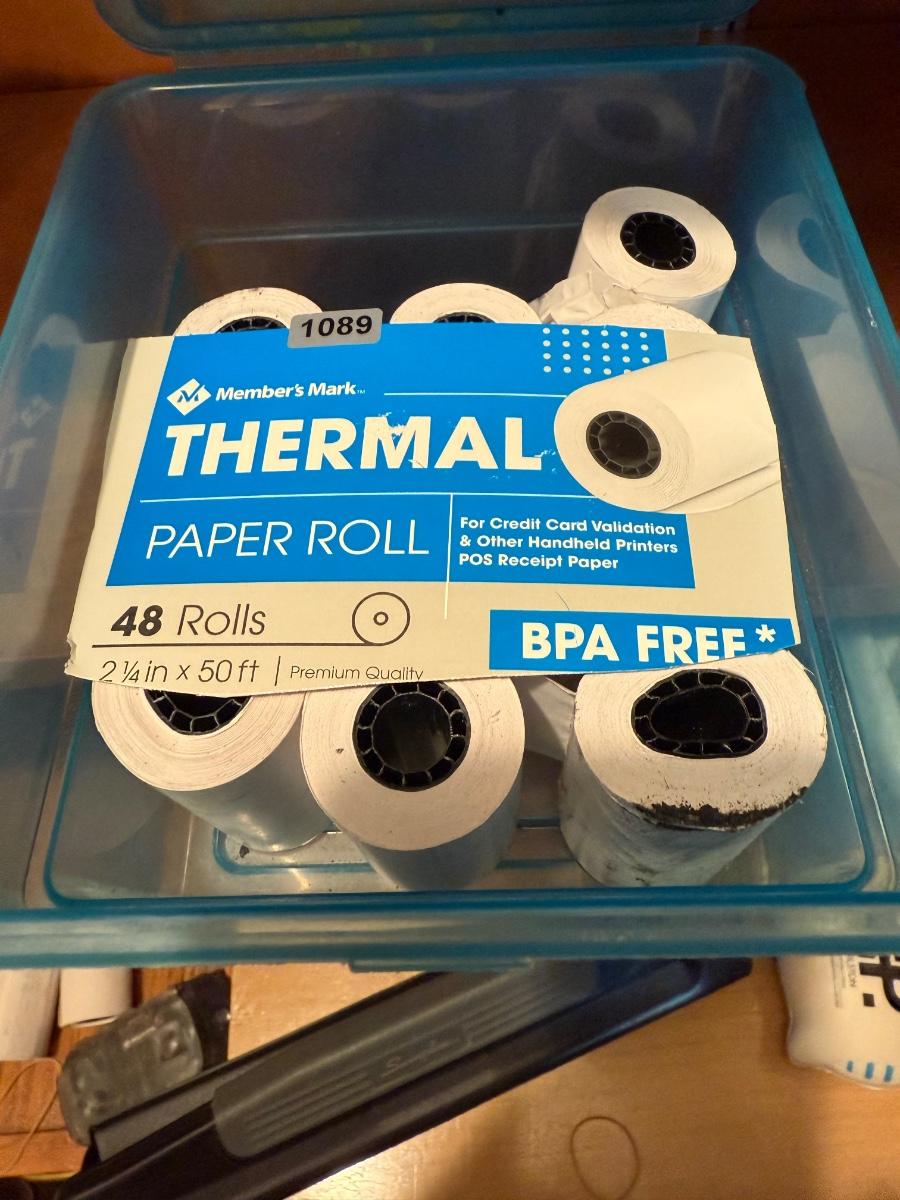 1089
Member's Mark™
THERMAL
PAPER ROLL
For Credit Card Validation
& Other Handheld Printers
POS Receipt Paper
48 Rolls
BPA FREE*
2 ¼ in x 50 ft | Premium Quality